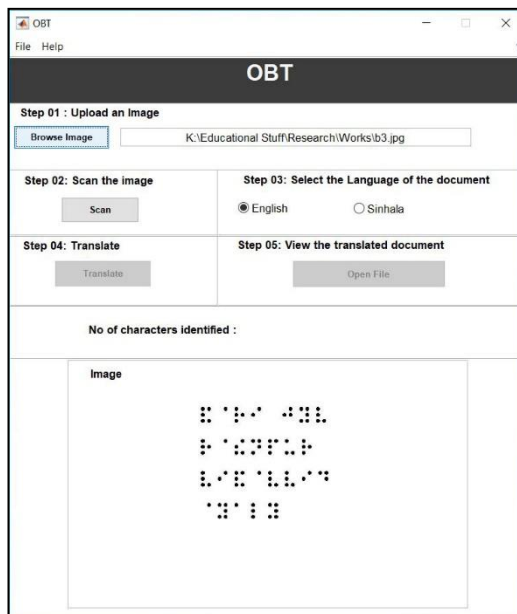 OBT
File Help
OBT
Step 01 : Upload an Image
Browse Image K:\Educational Stuff\Research\Works\b3.jpg
Step 02: Scan the image Step 03: Select the Language of the document
Scan English Sinhala
Step 04: Translate Step 05: View the translated document
Translate Open File
No of characters identified :
Image